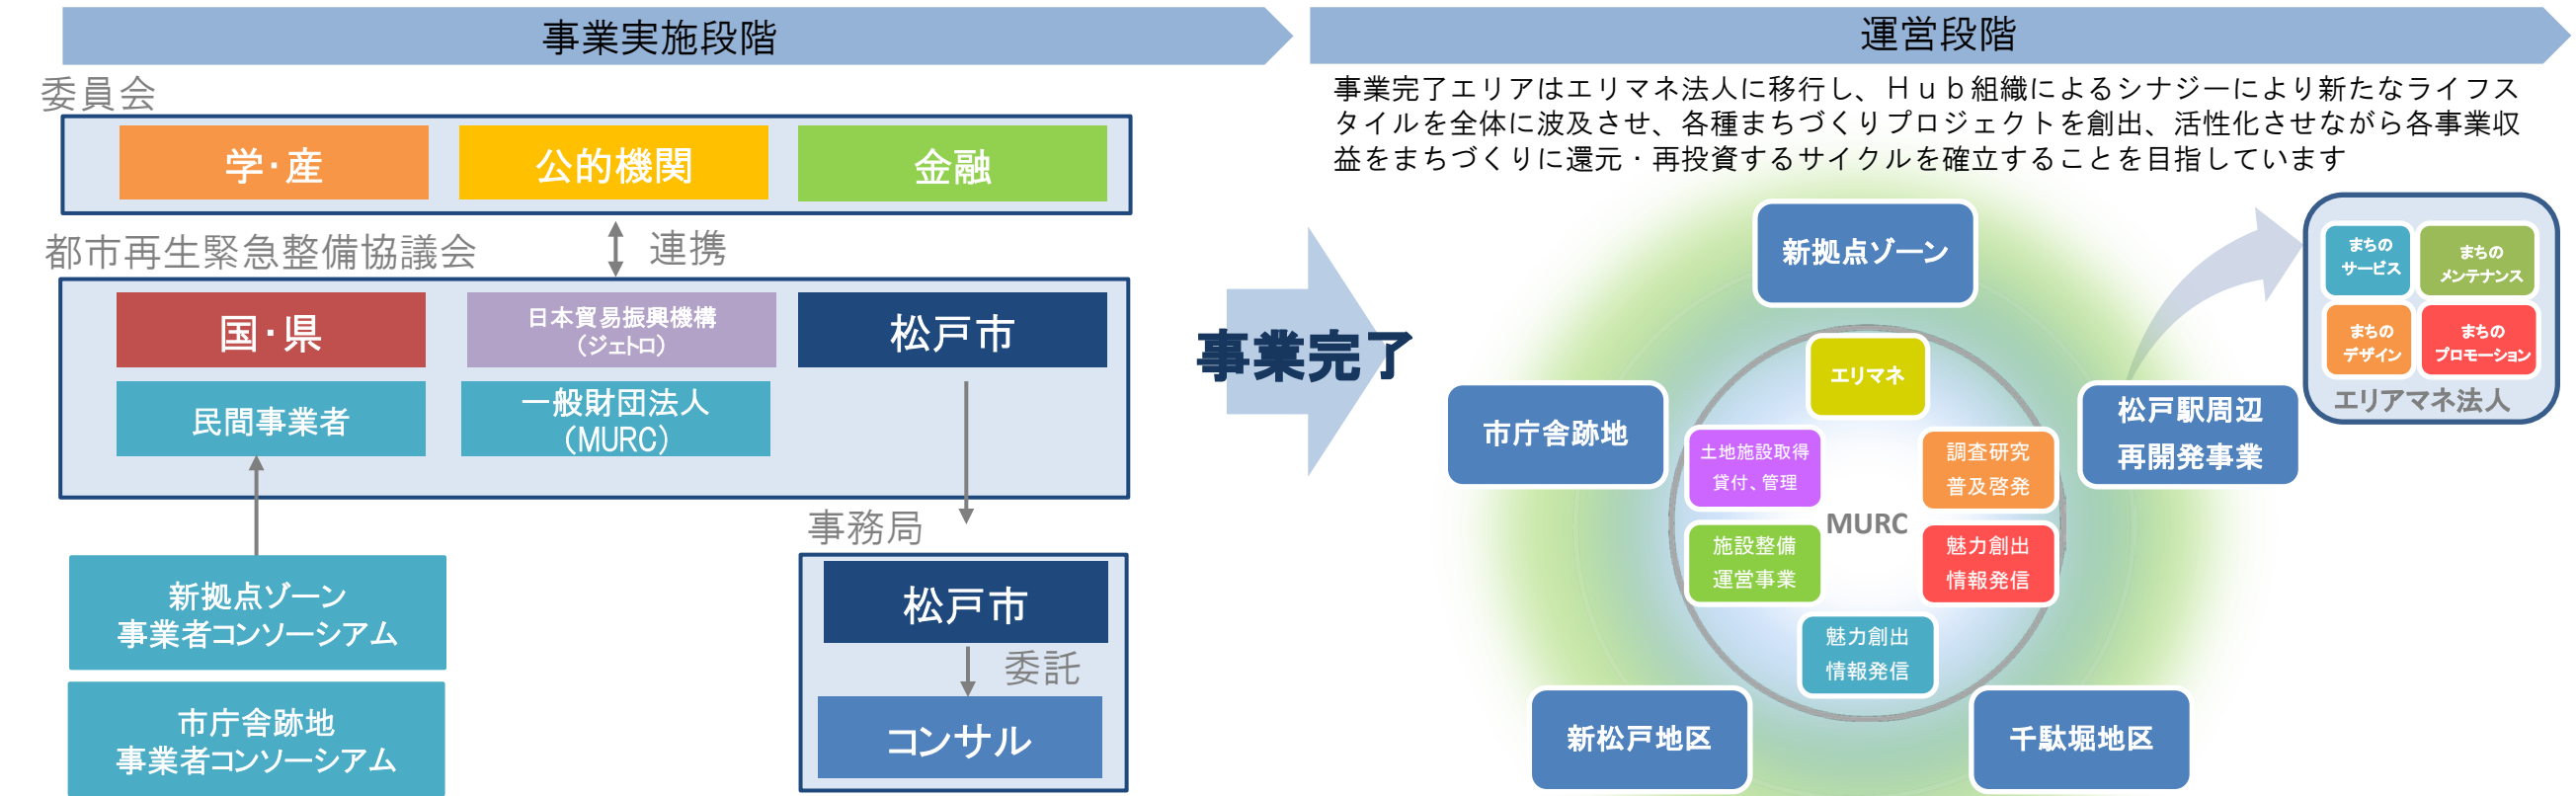 事業実施段階
委員会
学・産
公的機関
金融
都市再生緊急整備協議会
連携
国・県
日本貿易振興機構
（ジェトロ）
松戸市
民間事業者
一般財団法人
（MURC）
事務局
新拠点ゾーン
事業者コンソーシアム
市庁舎跡地
事業者コンソーシアム
松戸市
委託
コンサル
事業完了
運営段階
事業完了エリアはエリマネ法人に移行し、Ｈｕｂ組織によるシナジーにより新たなライフス
タイルを全体に波及させ、各種まちづくりプロジェクトを創出、活性化させながら各事業収
益をまちづくりに還元・再投資するサイクルを確立することを目指しています
新拠点ゾーン
まちの
サービス
まちの
メンテナンス
まちの
デザイン
まちの
プロモーション
エリアマネ法人
エリマネ
市庁舎跡地
松戸駅周辺
再開発事業
土地施設取得
貸付、管理
調査研究
普及啓発
MURC
施設整備
運営事業
魅力創出
情報発信
魅力創出
情報発信
新松戸地区
千駄堀地区